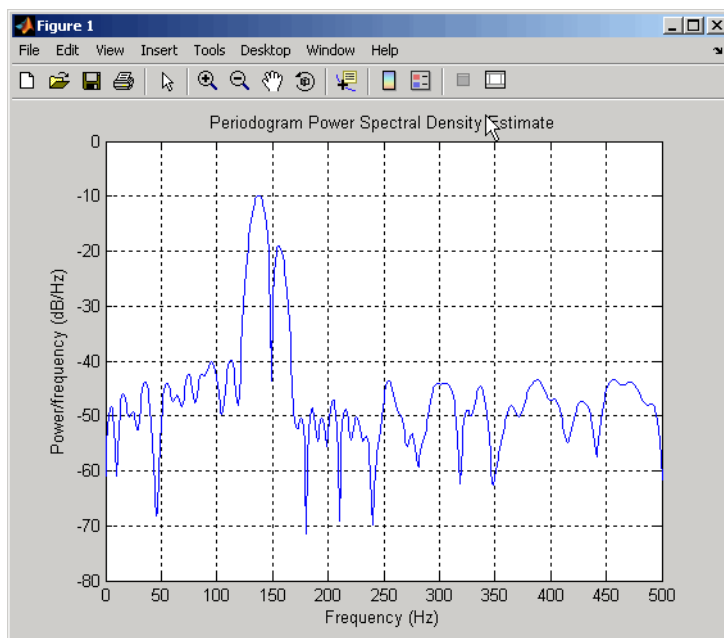 Figure 1
File Edit View Insert Tools Desktop Window Help
Periodogram Power Spectral Density Estimate
0
-10
-20
-30
-40
-50
-60
-70
-80
Power/frequency (dB/Hz)
0 50 100 150 200 250 300 350 400 450 500
Frequency (Hz)